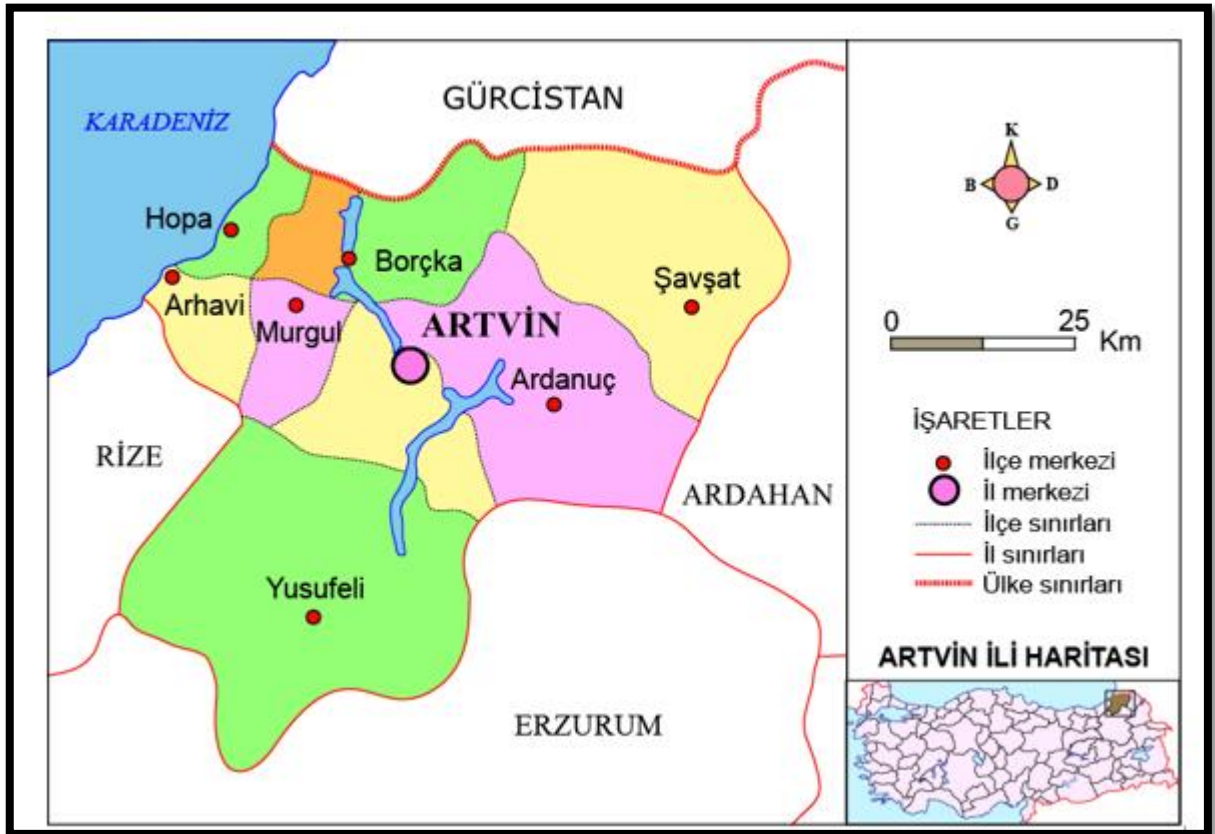 GÜRCİSTAN
KARADENİZ
Hopa
Borçka
Şavşat
Arhavi
Murgul
ARTVİN
Ardanuç
RİZE
ARDAHAN
Yusufeli
ERZURUM
K
B
D
G
0
25
Km
İŞARETLER
İlçe merkezi
İl merkezi
İlçe sınırları
İl sınırları
Ülke sınırları
ARTVİN İLİ HARİTASI